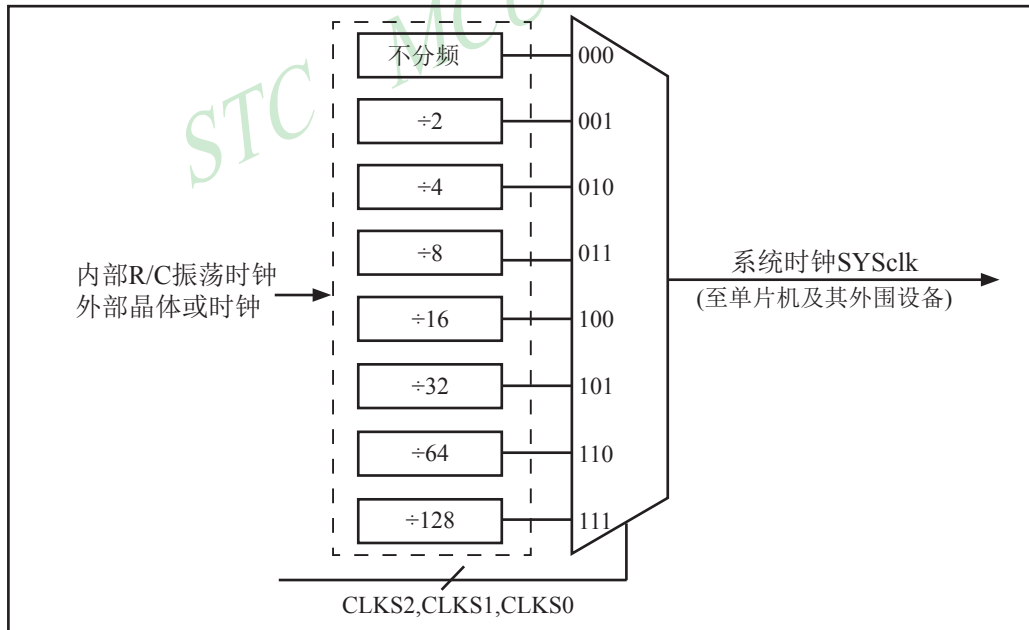 STC MCU
不分频
000
÷2
001
÷4
010
÷8
011
÷16
100
÷32
101
÷64
110
÷128
111
内部R/C振荡时钟
外部晶体或时钟
系统时钟SYSclk
(至单片机及其外围设备)
CLKS2,CLKS1,CLKS0